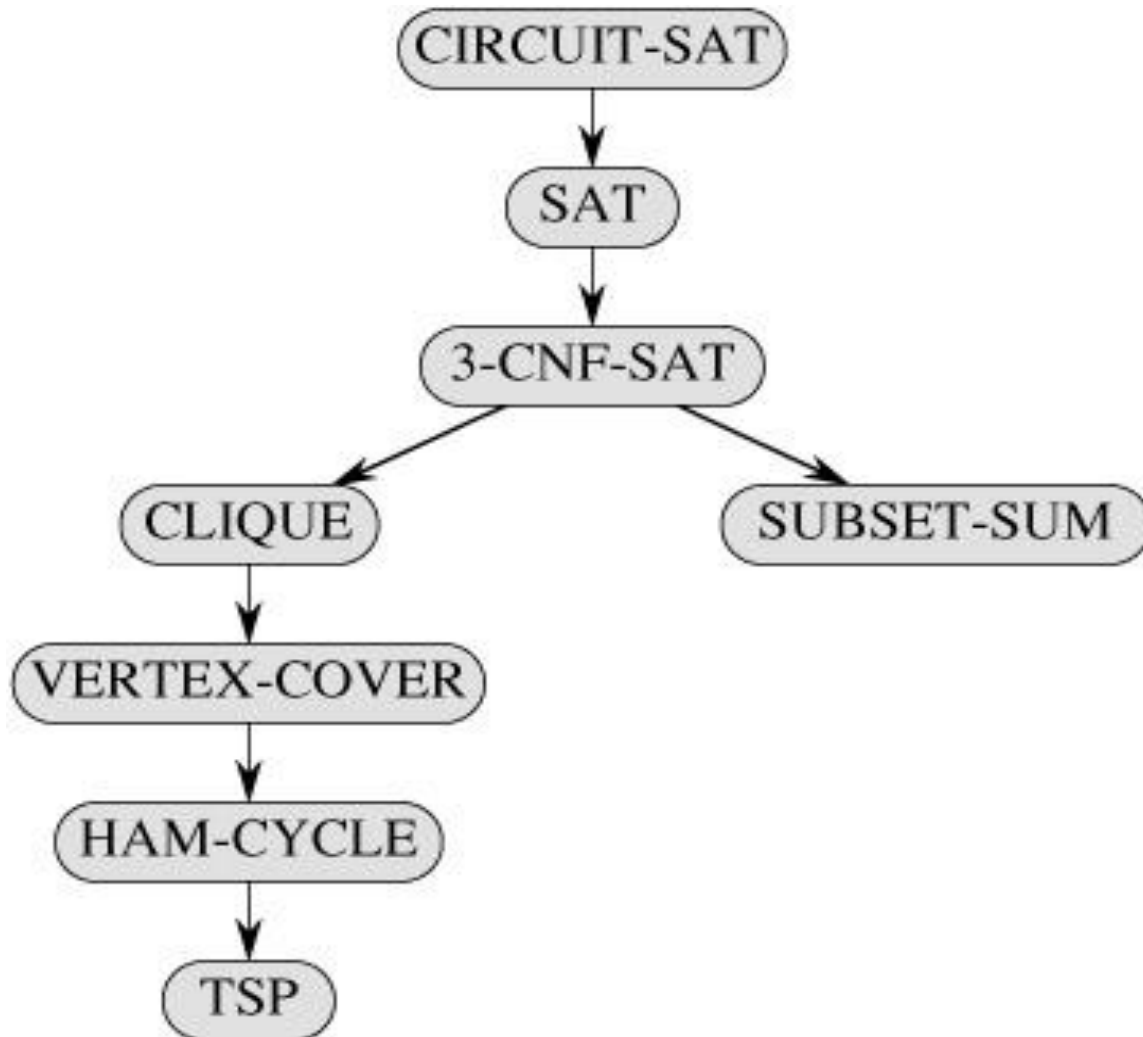 CIRCUIT-SAT
SAT
3-CNF-SAT
CLIQUE
SUBSET-SUM
VERTEX-COVER
HAM-CYCLE
TSP